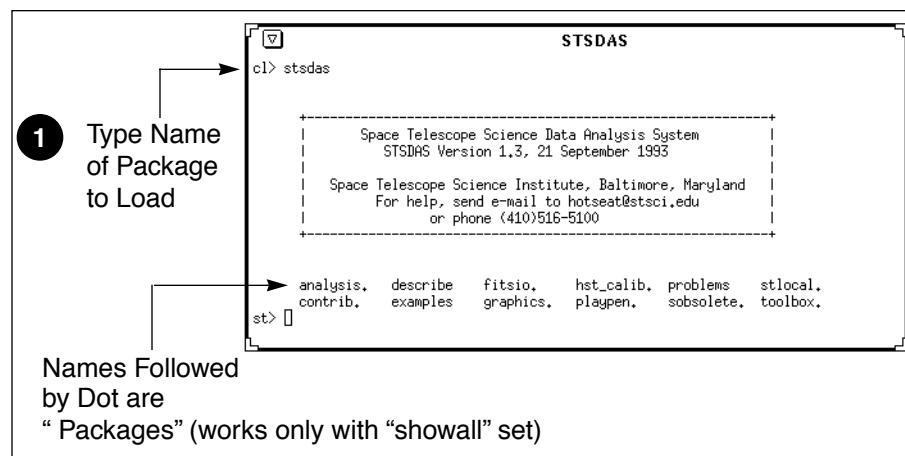 STSDAS
cl> stsdas
+-----------------------------------------------------------+
| Space Telescope Science Data Analysis System |
| STSDAS Version 1.3, 21 September 1993 |
| |
| Space Telescope Science Institute, Baltimore, Maryland |
| For help, send e-mail to hotseat@stsci.edu |
| or phone (410)516-5100 |
+-----------------------------------------------------------+
analysis. describe fitsio. hst_calib. problems stlocal.
contrib. examples graphics. playpen. sobsolete. toolbox.
st>
1
Type Name
of Package
to Load
Names Followed
by Dot are
“ Packages” (works only with “showall” set)